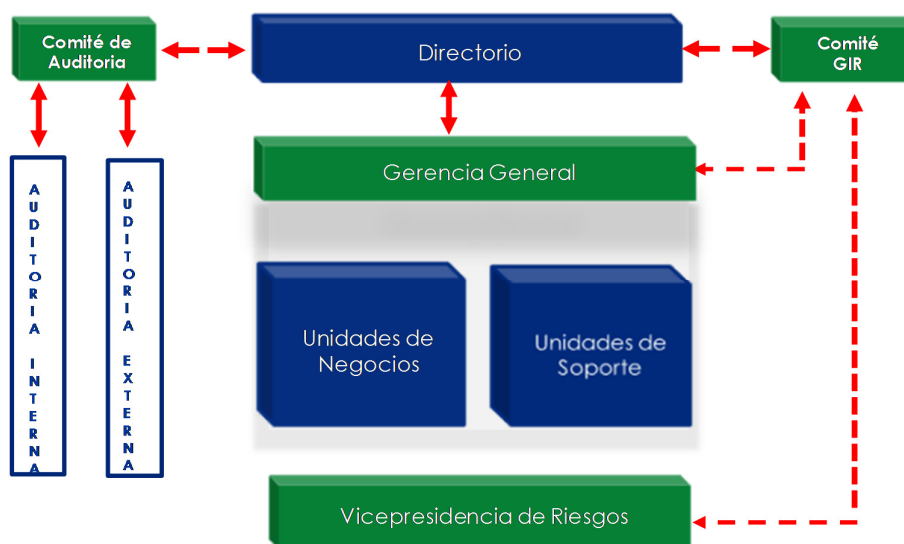 Comité de
Auditoria
Directorio
Comité
GIR
Gerencia General
AUDITORIA INTERNA
AUDITORIA EXTERNA
Unidades de
Negocios
Unidades de
Soporte
Vicepresidencia de Riesgos